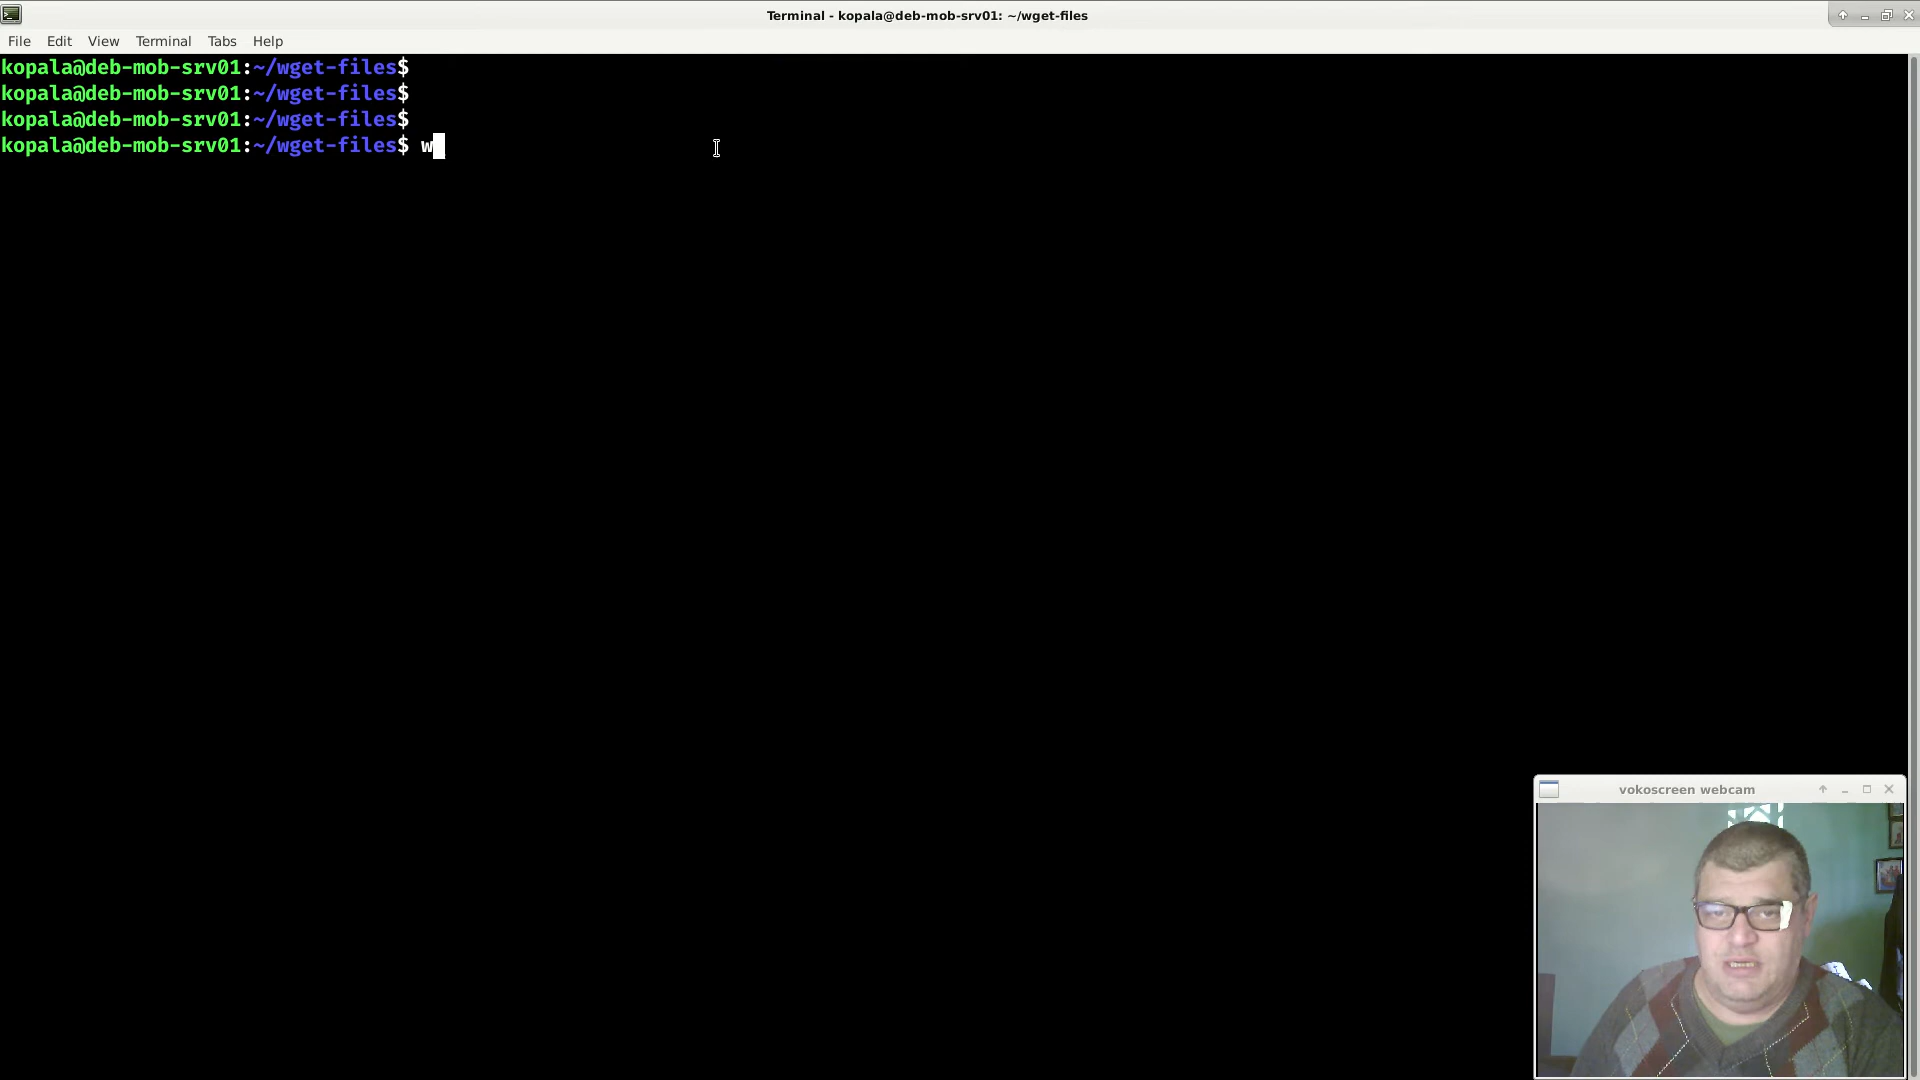 Terminal - kopala@deb-mob-srv01: ~/wget-files
File Edit View Terminal Tabs Help
kopala@deb-mob-srv01:~/wget-files$
kopala@deb-mob-srv01:~/wget-files$
kopala@deb-mob-srv01:~/wget-files$
kopala@deb-mob-srv01:~/wget-files$ w
vokoscreen webcam